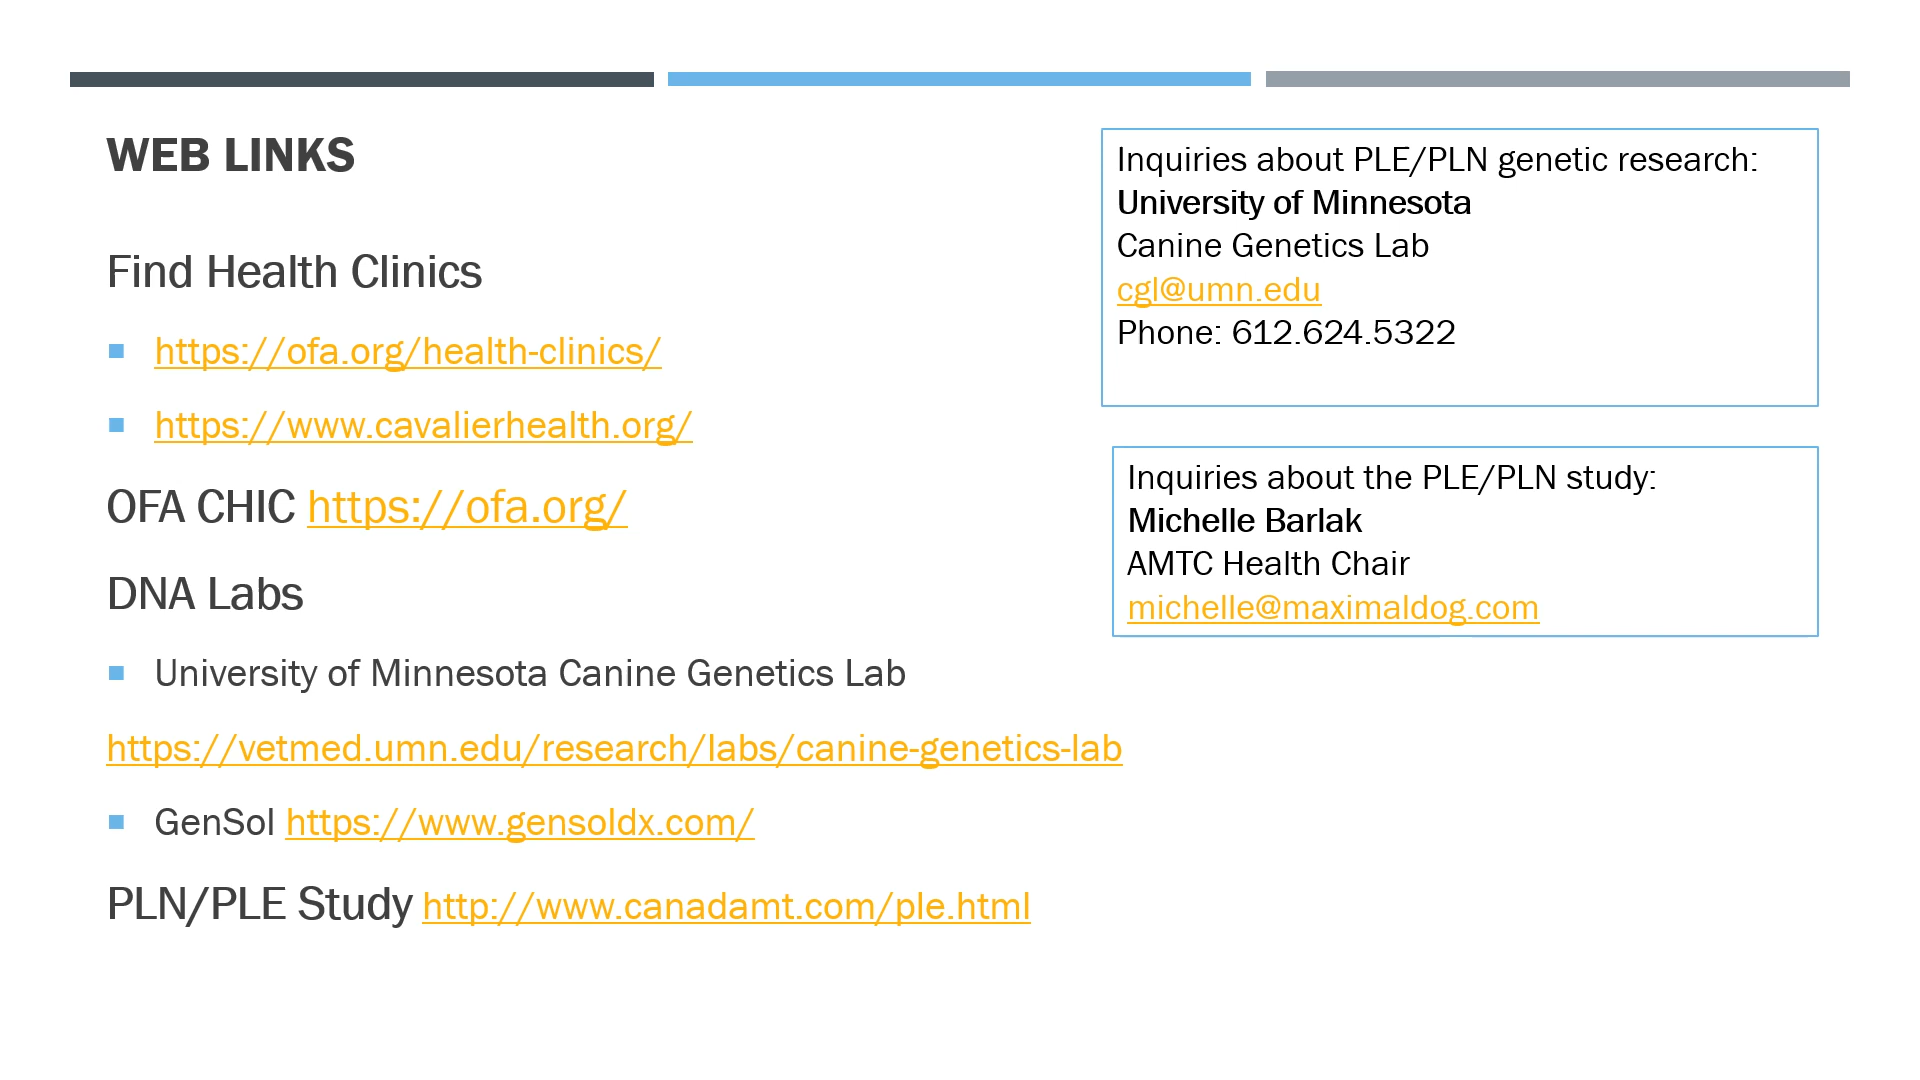 WEB LINKS
Find Health Clinics
https://ofa.org/health-clinics/
https://www.cavalierhealth.org/
OFA CHIC https://ofa.org/
DNA Labs
University of Minnesota Canine Genetics Lab
https://vetmed.umn.edu/research/labs/canine-genetics-lab
GenSol https://www.gensoldx.com/
PLN/PLE Study http://www.canadamt.com/ple.html
Inquiries about PLE/PLN genetic research:
University of Minnesota
Canine Genetics Lab
cgl@umn.edu
Phone: 612.624.5322
Inquiries about the PLE/PLN study:
Michelle Barlak
AMTC Health Chair
michelle@maximaldog.com